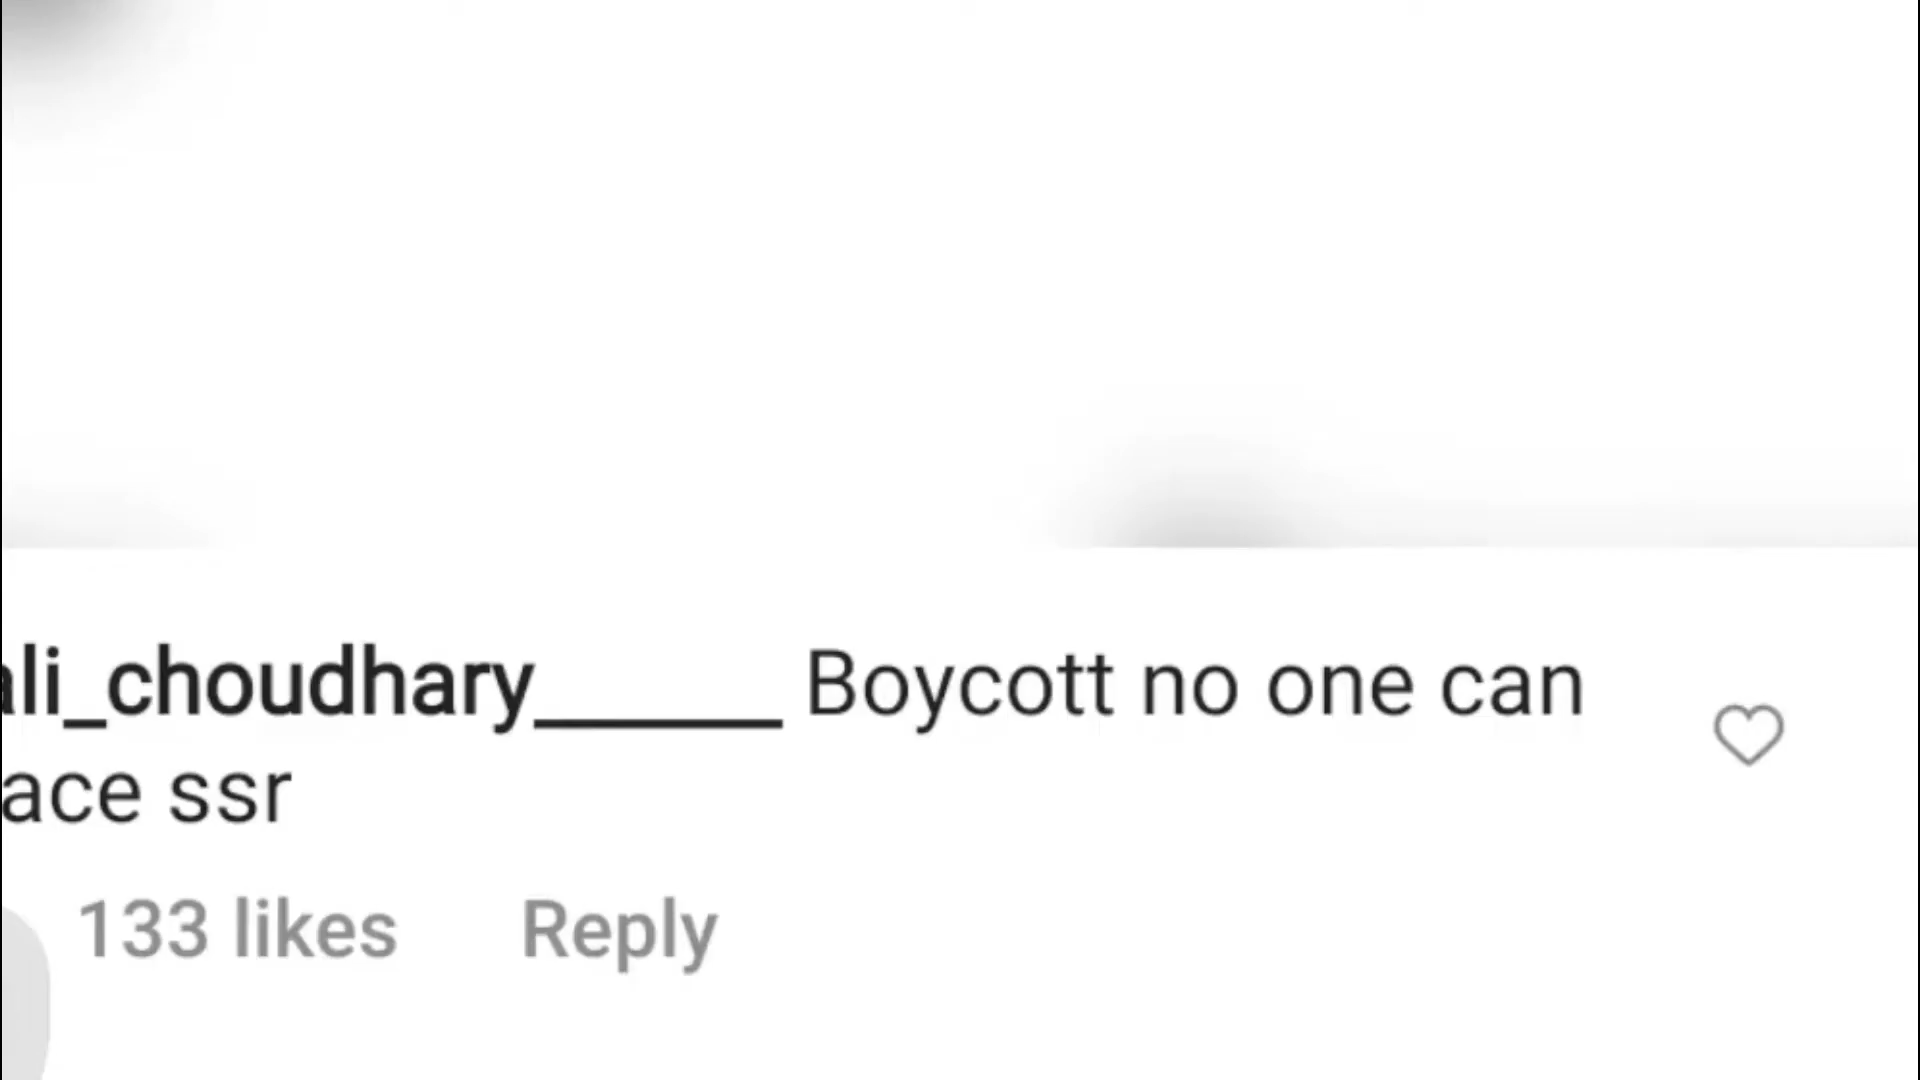 ali_choudhary______ Boycott no one can
ace ssr
133 likes Reply